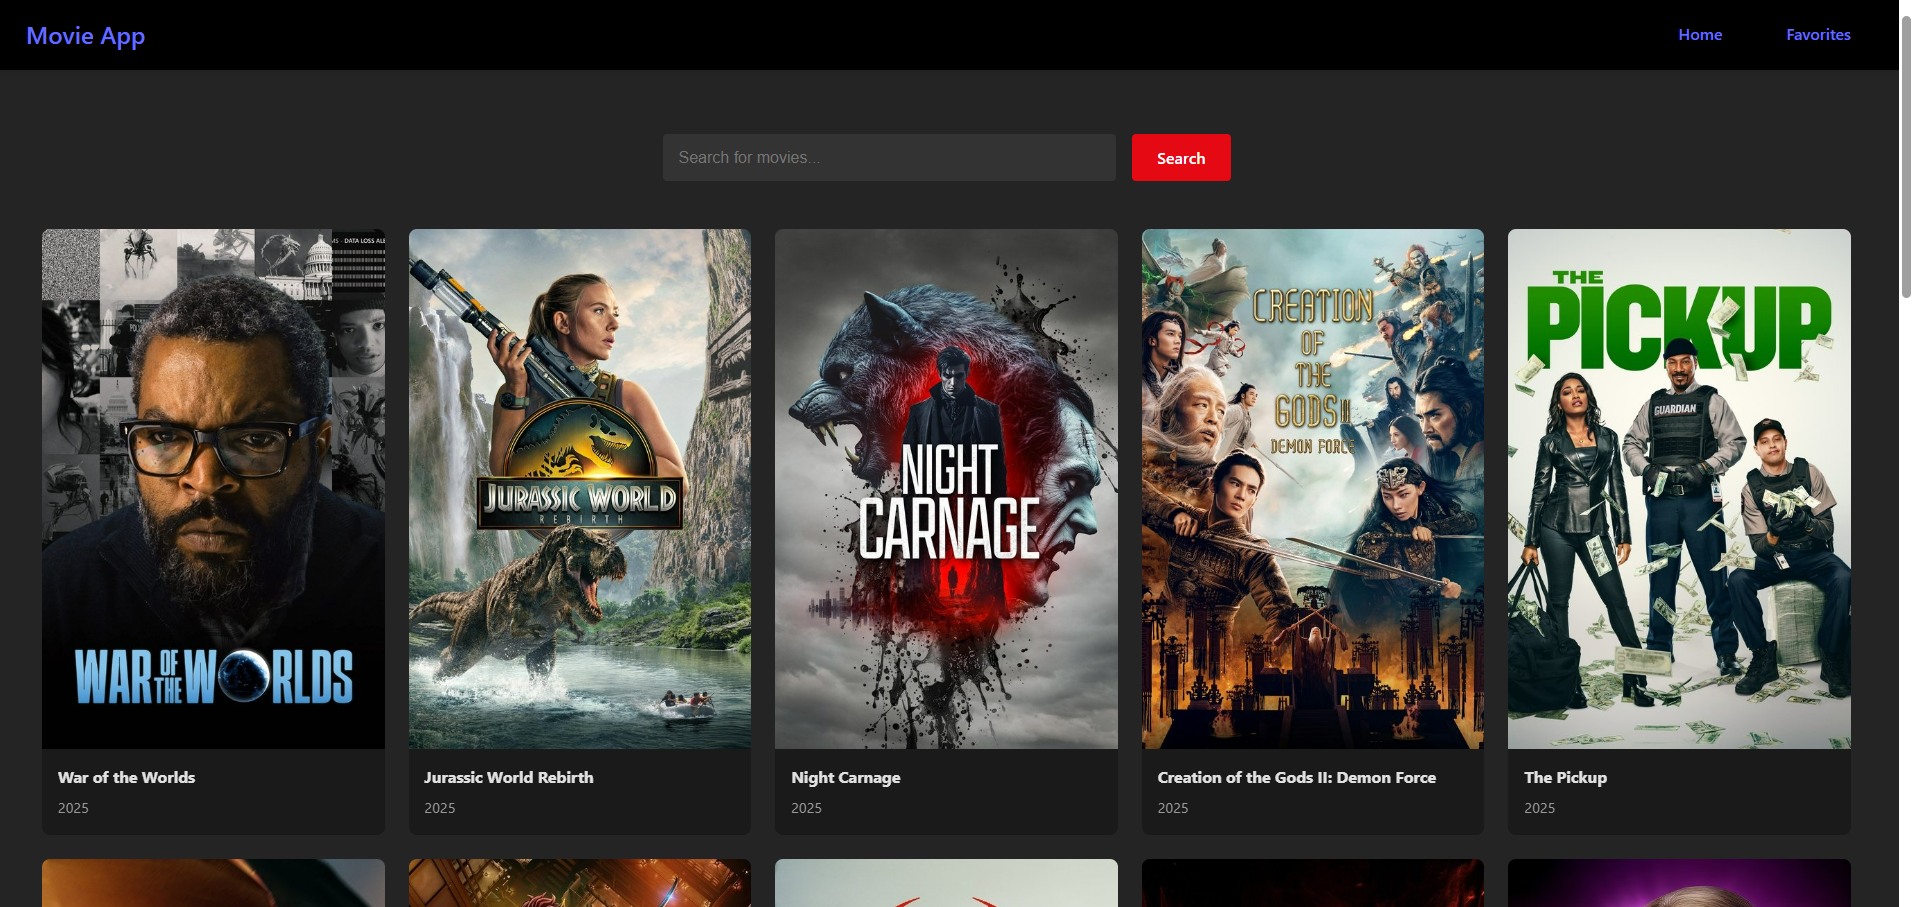 Movie App
Home
Favorites
Search for movies...
Search
DATA LOSS
WAR OF THE WORLDS
JURASSIC WORLD
REBIRTH
NIGHT
CARNAGE
CREATION
OF
THE
GODS II
DEMON FORCE
THE
PICKUP
GUARDIAN
War of the Worlds
2025
Jurassic World Rebirth
2025
Night Carnage
2025
Creation of the Gods II: Demon Force
2025
The Pickup
2025